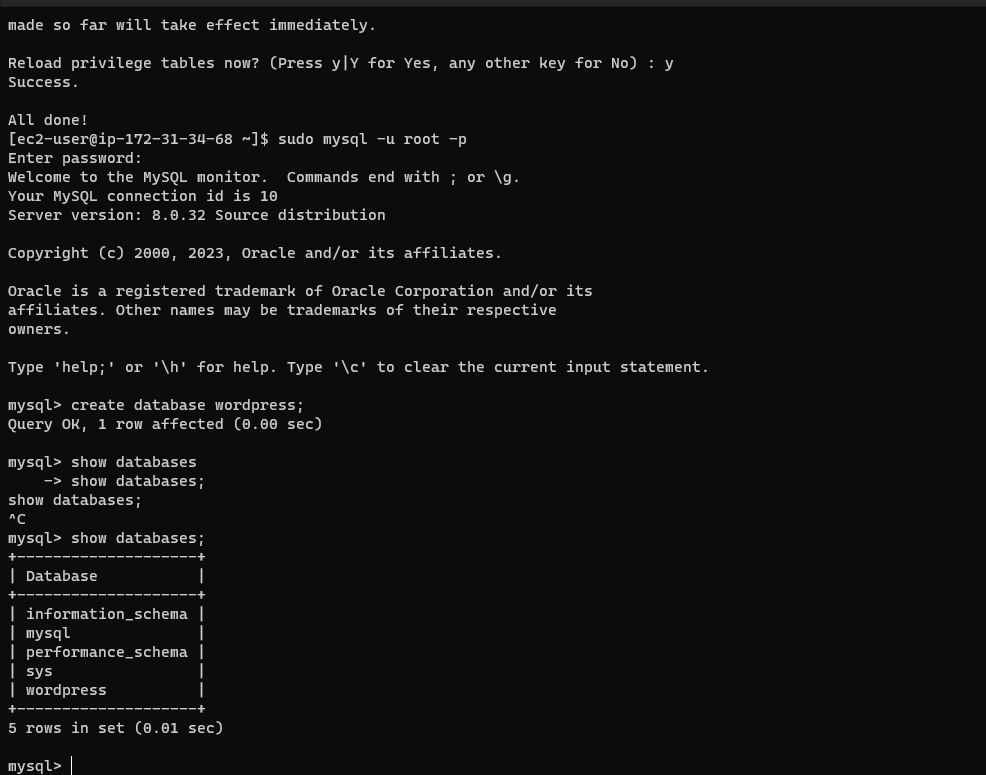 made so far will take effect immediately.

Reload privilege tables now? (Press y|Y for Yes, any other key for No) : y
Success.

All done!
[ec2-user@ip-172-31-34-68 ~]$ sudo mysql -u root -p
Enter password:
Welcome to the MySQL monitor.  Commands end with ; or \g.
Your MySQL connection id is 10
Server version: 8.0.32 Source distribution

Copyright (c) 2000, 2023, Oracle and/or its affiliates.

Oracle is a registered trademark of Oracle Corporation and/or its
affiliates. Other names may be trademarks of their respective
owners.

Type 'help;' or '\h' for help. Type '\c' to clear the current input statement.

mysql> create database wordpress;
Query OK, 1 row affected (0.00 sec)

mysql> show databases
    -> show databases;
show databases;
^C
mysql> show databases;
+--------------------+
| Database           |
+--------------------+
| information_schema |
| mysql              |
| performance_schema |
| sys                |
| wordpress          |
+--------------------+
5 rows in set (0.01 sec)

mysql>